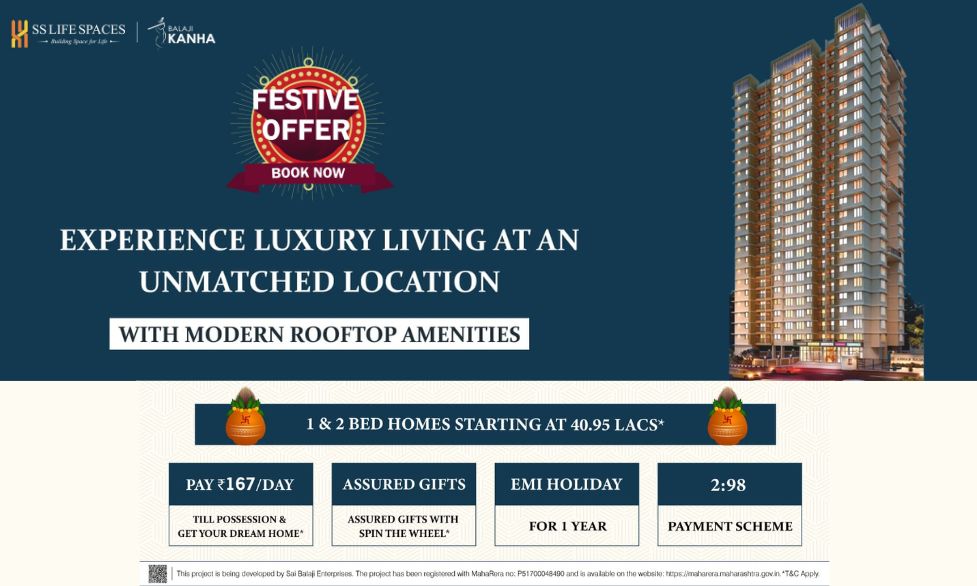 SS LIFE SPACES
Building Space for Life
BALAJI
KANHA
FESTIVE
OFFER
BOOK NOW
EXPERIENCE LUXURY LIVING AT AN
UNMATCHED LOCATION
WITH MODERN ROOFTOP AMENITIES
1 & 2 BED HOMES STARTING AT 40.95 LACS*
PAY ₹167/DAY
TILL POSSESSION &
GET YOUR DREAM HOME*
ASSURED GIFTS
ASSURED GIFTS WITH
SPIN THE WHEEL*
EMI HOLIDAY
FOR 1 YEAR
2:98
PAYMENT SCHEME
This project is being developed by Sai Balaji Enterprises. The project has been registered with MahaRera no: P51700048490 and is available on the website: https://maharera.maharashtra.gov.in.*T&C Apply.